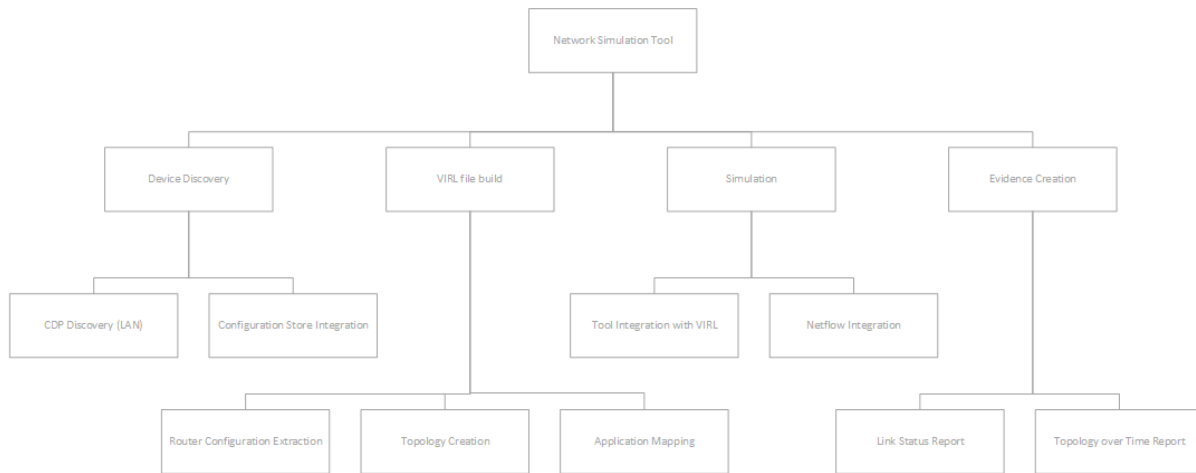 Network Simulation Tool
Device Discovery
VIRL file build
Simulation
Evidence Creation
CDP Discovery (LAN)
Configuration Store Integration
Tool Integration with VIRL
Netflow Integration
Router Configuration Extraction
Topology Creation
Application Mapping
Link Status Report
Topology over Time Report